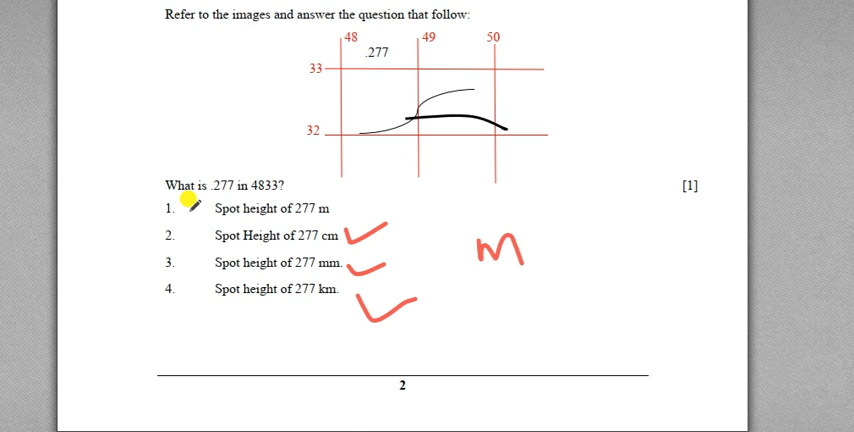 Refer to the images and answer the question that follow:
48 49 50
.277
33
32
What is .277 in 4833? [1]
1. Spot height of 277 m
2. Spot Height of 277 cm
3. Spot height of 277 mm.
4. Spot height of 277 km.
m
2